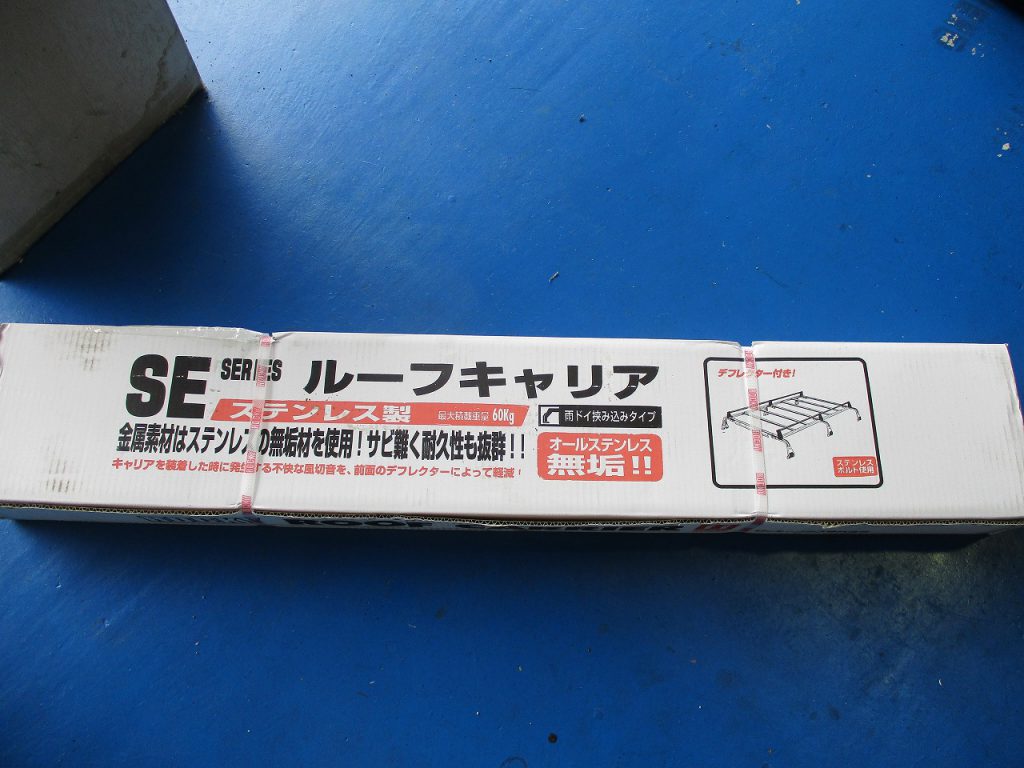 SE SERIES ルーフキャリア
ステンレス製 最大積載重量 60Kg
雨ドイ挟み込みタイプ
金属素材はステンレスの無垢材を使用！サビ難く耐久性も抜群！！
キャリアを装着した時に発生する不快な風切音を、前面のデフレクターによって軽減！
オールステンレス
無垢！！
デフレクター付き！
ステンレス
ボルト使用